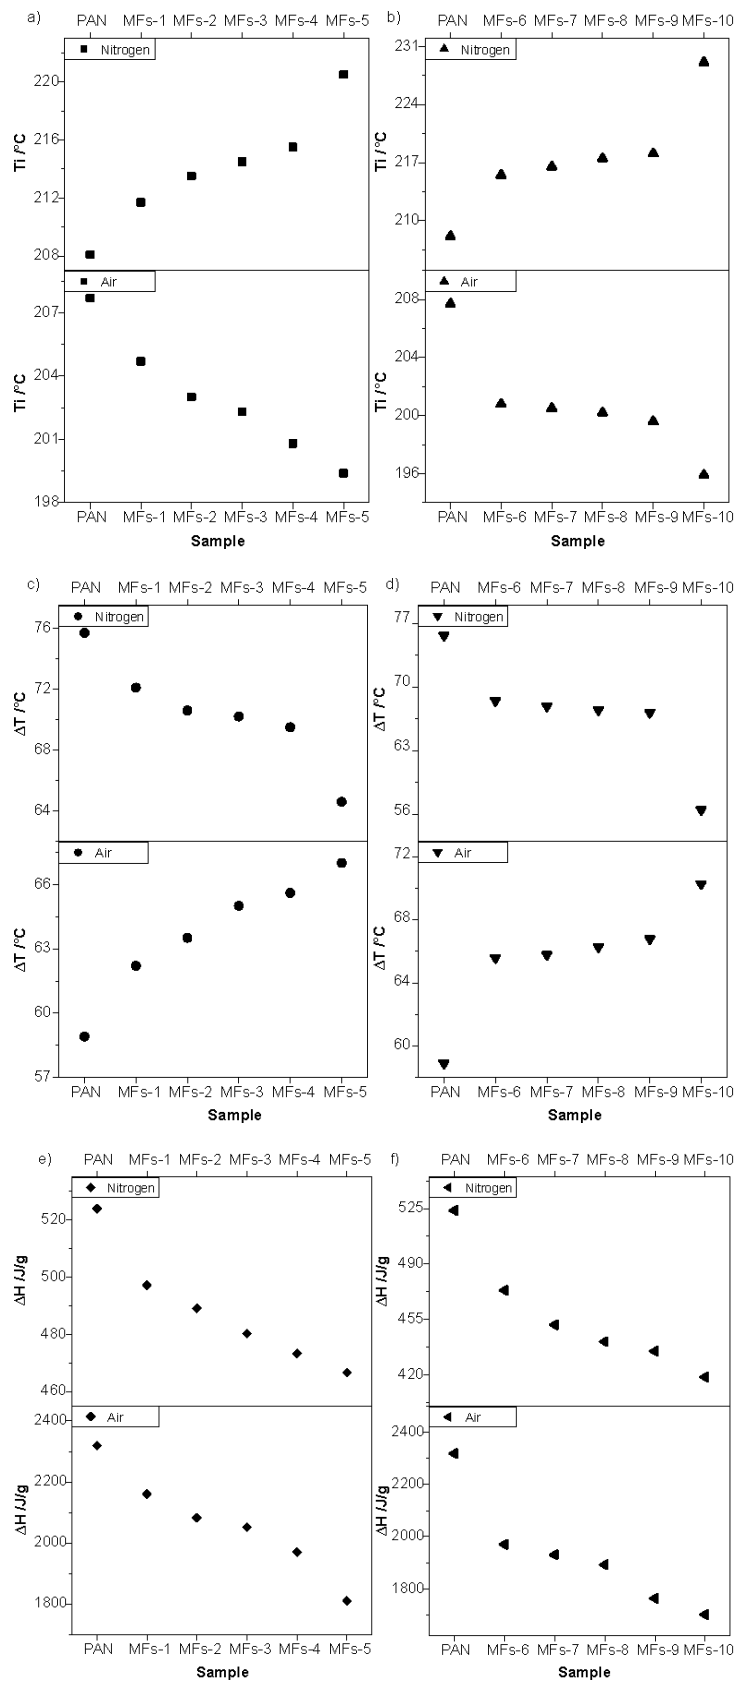 a) PAN MFs-1 MFs-2 MFs-3 MFs-4 MFs-5
Nitrogen
220
216
212
208
Ti /°C
Air
207
204
201
198
Ti /°C
PAN MFs-1 MFs-2 MFs-3 MFs-4 MFs-5
Sample
b) PAN MFs-6 MFs-7 MFs-8 MFs-9 MFs-10
Nitrogen
231
224
217
210
Ti /°C
Air
208
204
200
196
Ti /°C
PAN MFs-6 MFs-7 MFs-8 MFs-9 MFs-10
Sample
c) PAN MFs-1 MFs-2 MFs-3 MFs-4 MFs-5
Nitrogen
76
72
68
64
ΔT /°C
Air
66
63
60
57
ΔT /°C
PAN MFs-1 MFs-2 MFs-3 MFs-4 MFs-5
Sample
d) PAN MFs-6 MFs-7 MFs-8 MFs-9 MFs-10
Nitrogen
77
70
63
56
ΔT /°C
Air
72
68
64
60
ΔT /°C
PAN MFs-6 MFs-7 MFs-8 MFs-9 MFs-10
Sample
e) PAN MFs-1 MFs-2 MFs-3 MFs-4 MFs-5
Nitrogen
520
500
480
460
ΔH /J/g
Air
2400
2200
2000
1800
ΔH /J/g
PAN MFs-1 MFs-2 MFs-3 MFs-4 MFs-5
Sample
f) PAN MFs-6 MFs-7 MFs-8 MFs-9 MFs-10
Nitrogen
525
490
455
420
ΔH /J/g
Air
2400
2200
2000
1800
ΔH /J/g
PAN MFs-6 MFs-7 MFs-8 MFs-9 MFs-10
Sample